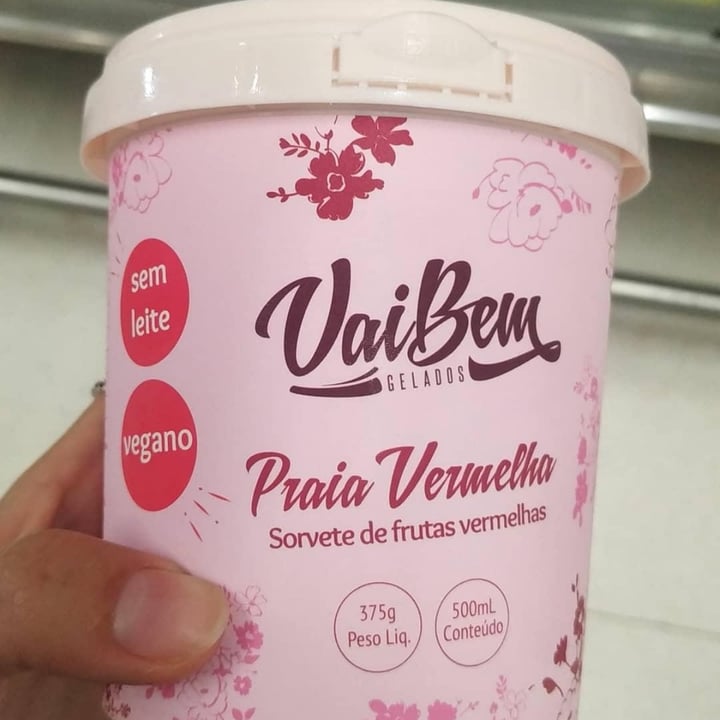 sem
leite
vegano
VaiBem
GELADOS
Praia Vermelha
Sorvete de frutas vermelhas
375g
Peso Liq.
500mL
Conteúdo